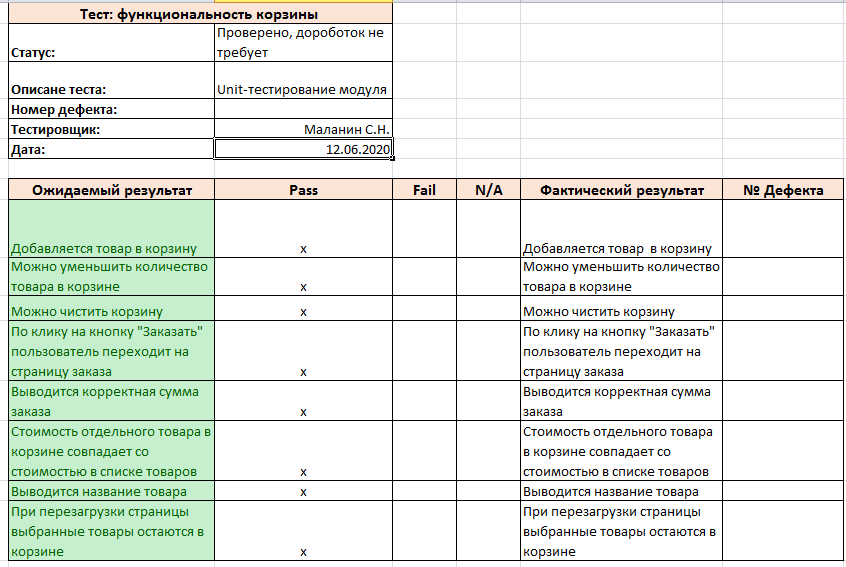 Тест: функциональность корзины
Проверено, дороботок не
Статус: требует
Описане теста: Unit-тестирование модуля
Номер дефекта:
Тестировщик: Маланин С.Н.
Дата: 12.06.2020
Ожидаемый результат Pass Fail N/A Фактический результат № Дефекта
Добавляется товар в корзину x Добавляется товар в корзину
Можно уменьшить количество Можно уменьшить количество
товара в корзине x товара в корзине
Можно чистить корзину x Можно чистить корзину
По клику на кнопку "Заказать" По клику на кнопку "Заказать"
пользователь переходит на пользователь переходит на
страницу заказа x страницу заказа
Выводится корректная сумма Выводится корректная сумма
заказа x заказа
Стоимость отдельного товара в Стоимость отдельного товара
корзине совпадает со в корзине совпадает со
стоимостью в списке товаров x стоимостью в списке товаров
Выводится название товара x Выводится название товара
При перезагрузки страницы При перезагрузки страницы
выбранные товары остаются в выбранные товары остаются в
корзине x корзине